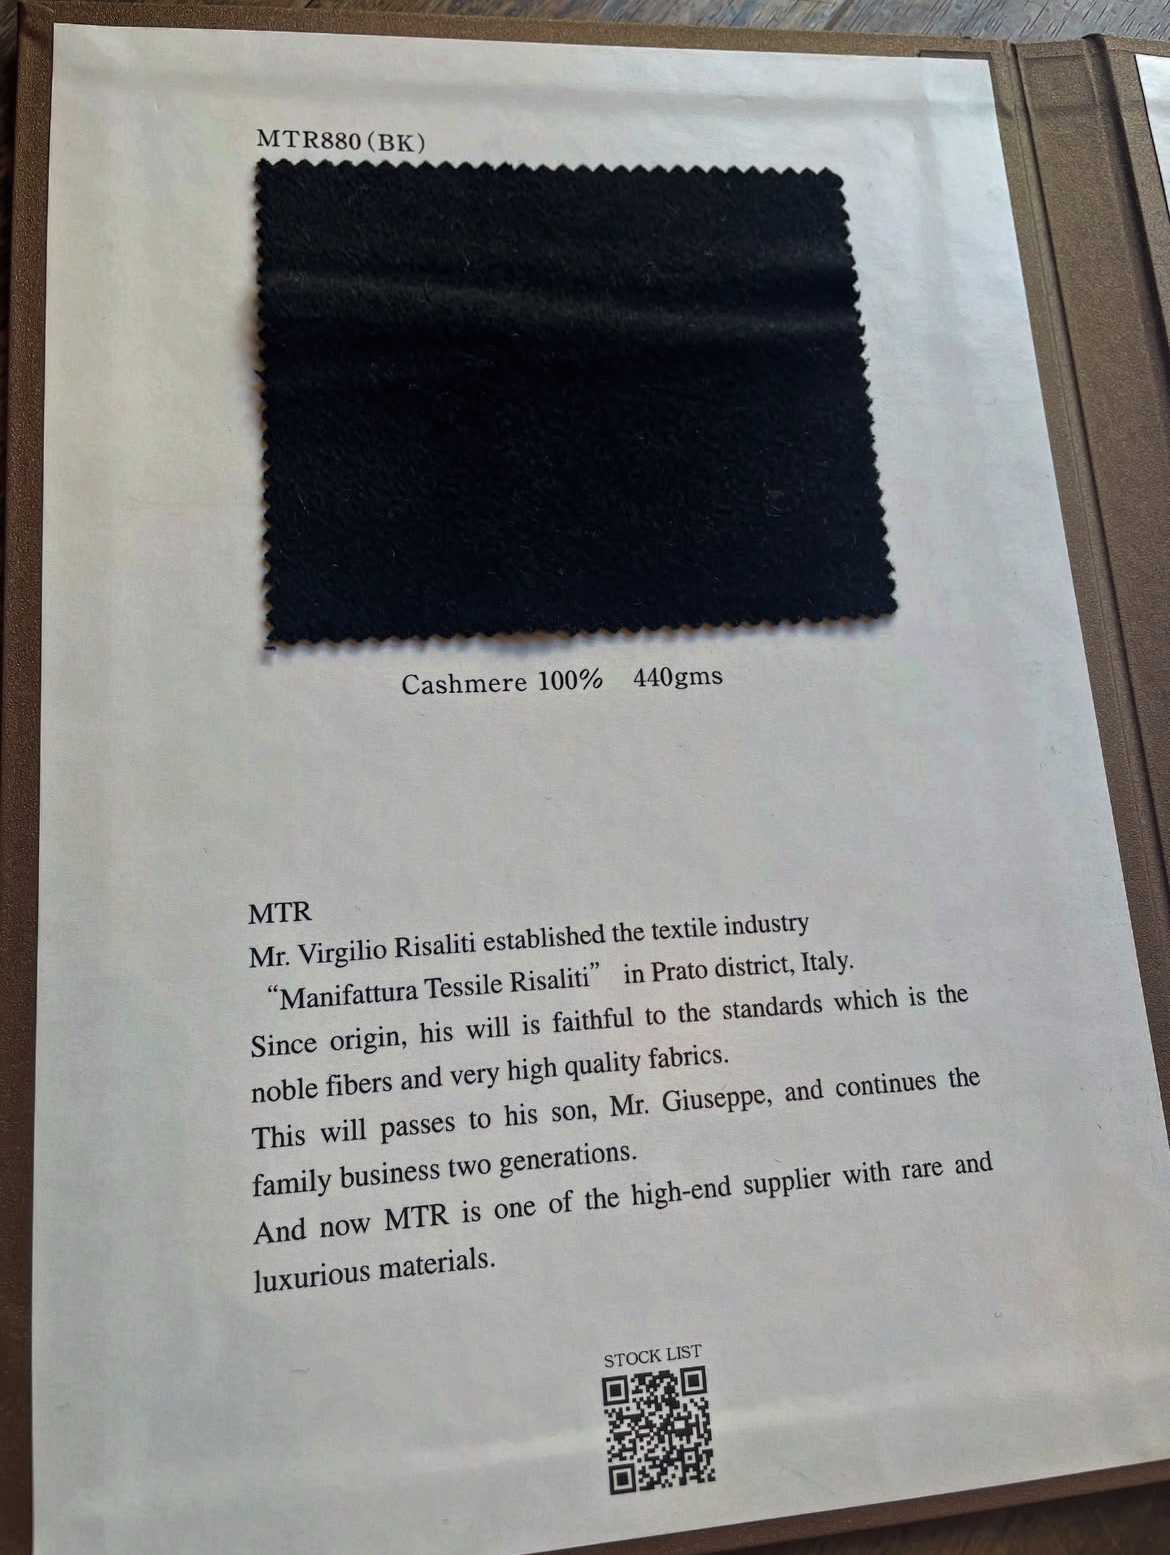 MTR880(BK)
Cashmere 100% 440gms
MTR
Mr. Virgilio Risaliti established the textile industry
“Manifattura Tessile Risaliti” in Prato district, Italy.
Since origin, his will is faithful to the standards which is the
noble fibers and very high quality fabrics.
This will passes to his son, Mr. Giuseppe, and continues the
family business two generations.
And now MTR is one of the high-end supplier with rare and
luxurious materials.
STOCK LIST